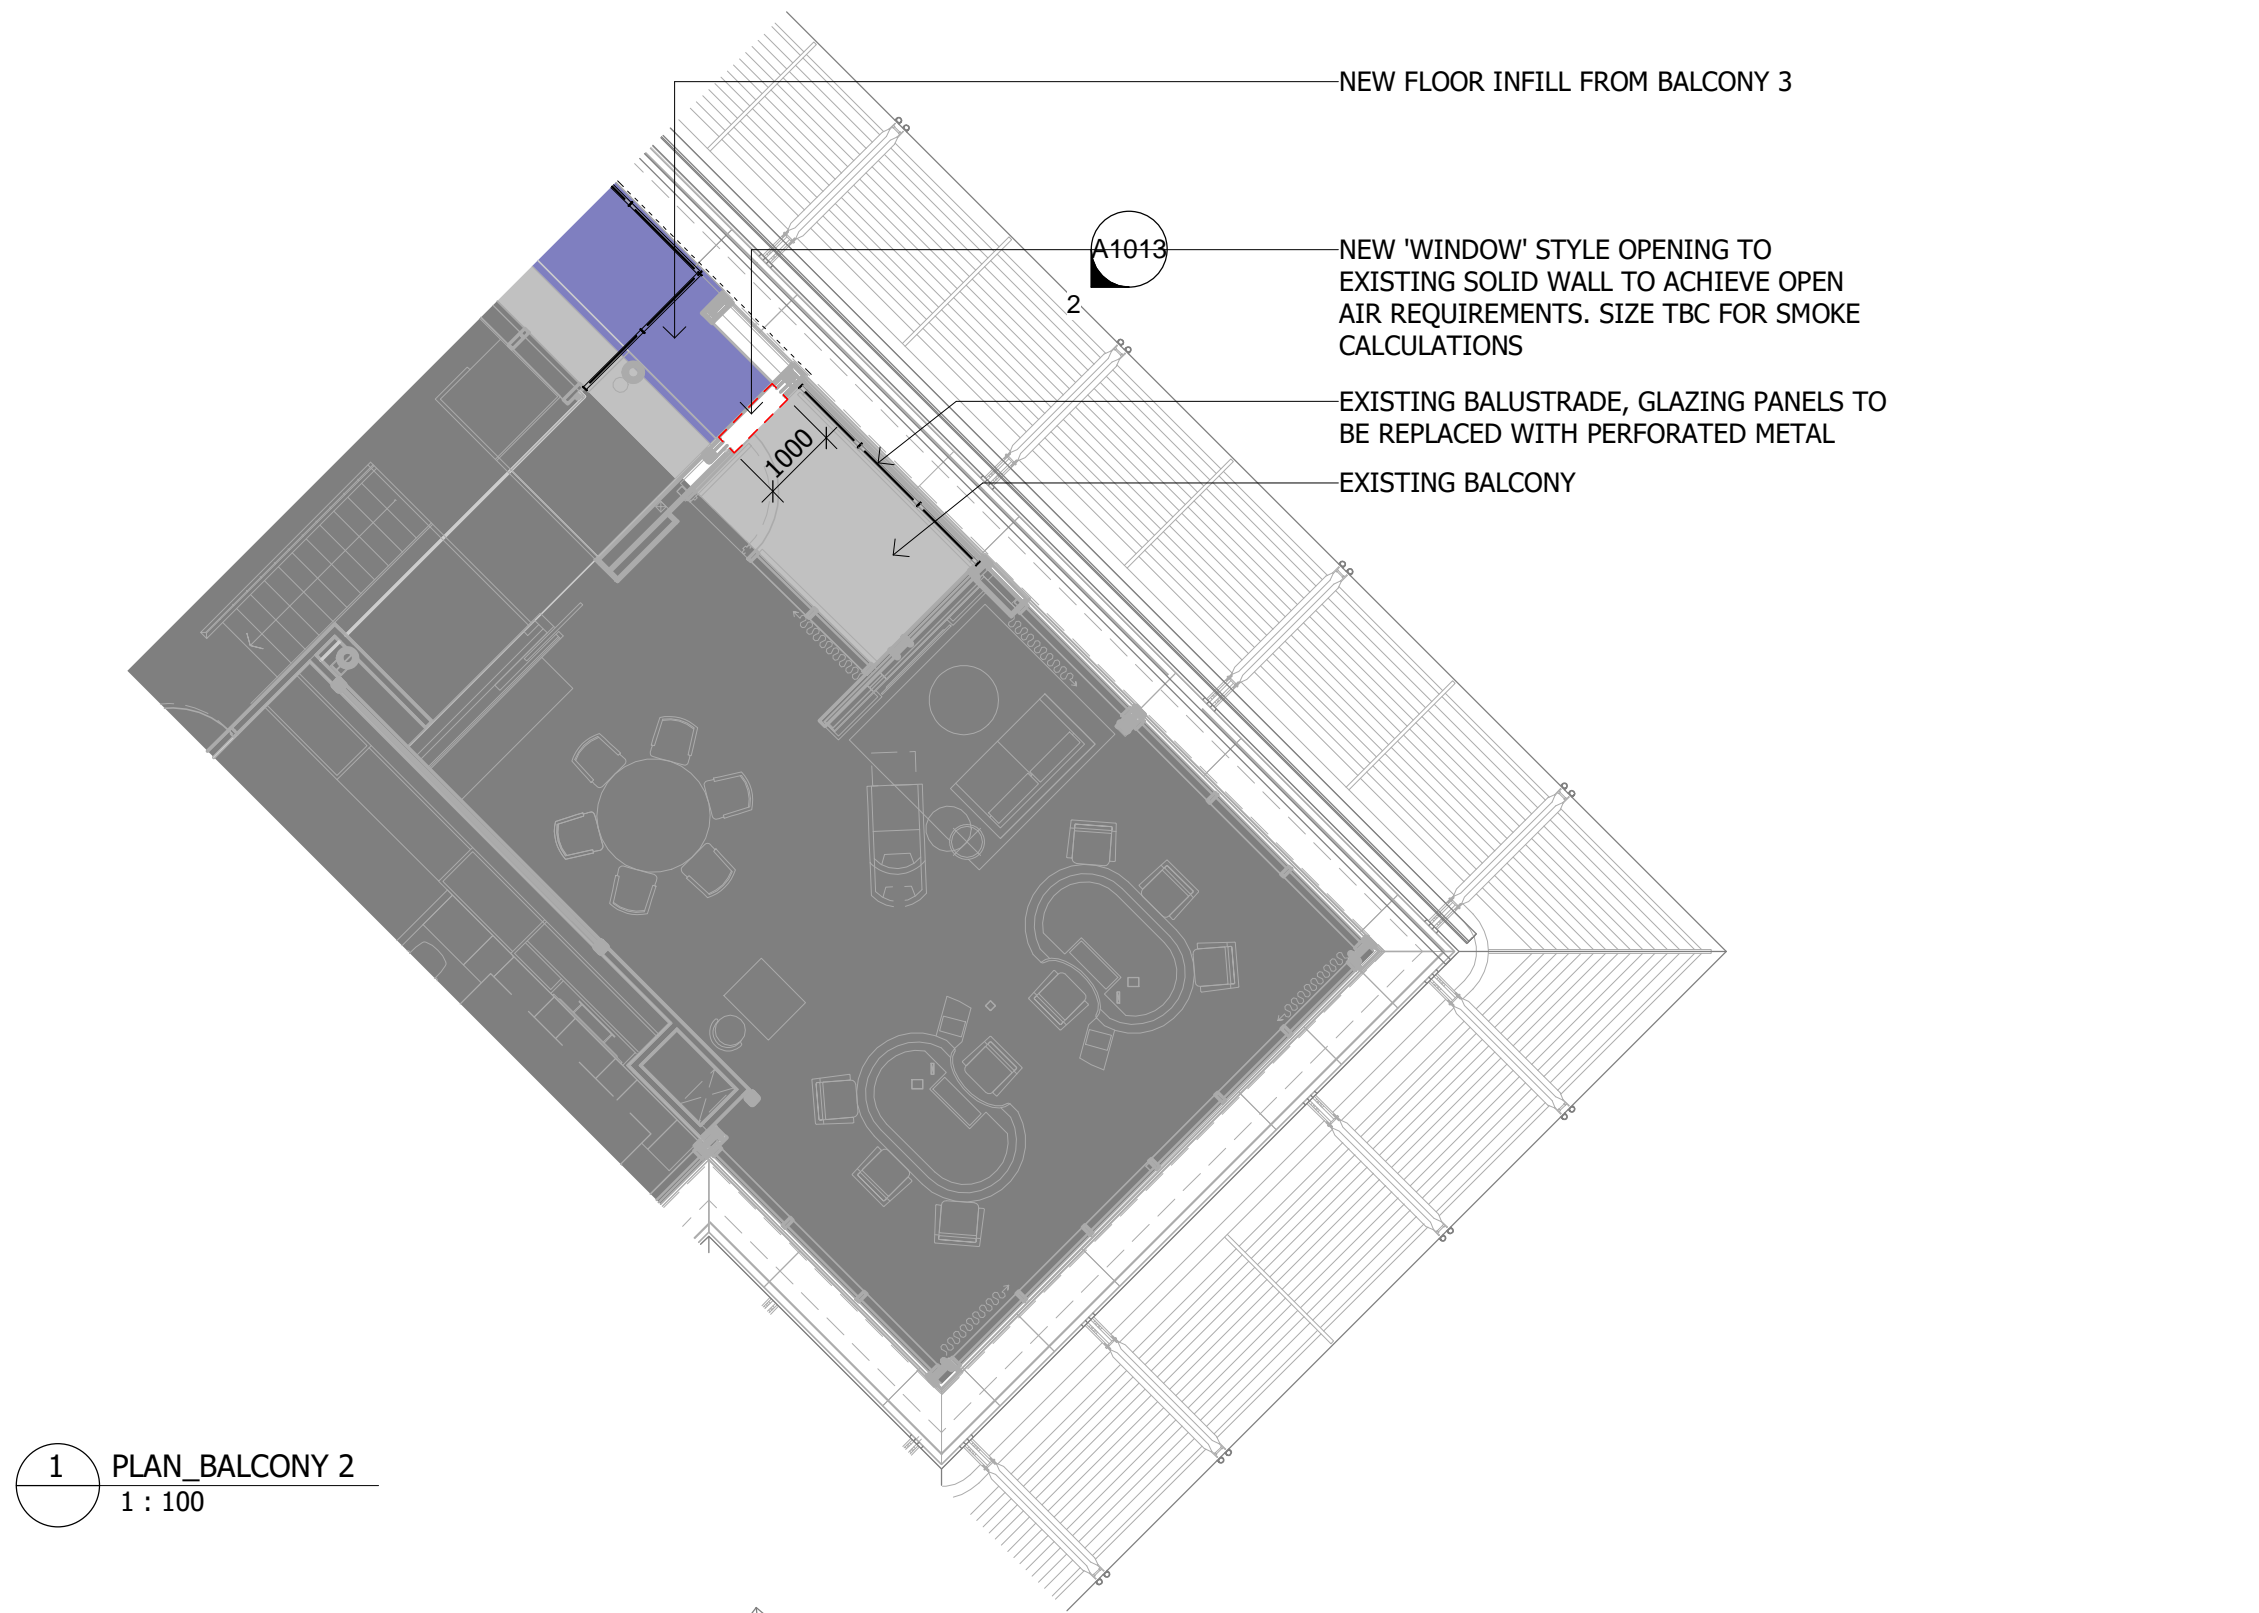 NEW FLOOR INFILL FROM BALCONY 3
A1013
2
NEW 'WINDOW' STYLE OPENING TO
EXISTING SOLID WALL TO ACHIEVE OPEN
AIR REQUIREMENTS. SIZE TBC FOR SMOKE
CALCULATIONS
EXISTING BALUSTRADE, GLAZING PANELS TO
BE REPLACED WITH PERFORATED METAL
1000
EXISTING BALCONY
1
PLAN_BALCONY 2
1 : 100